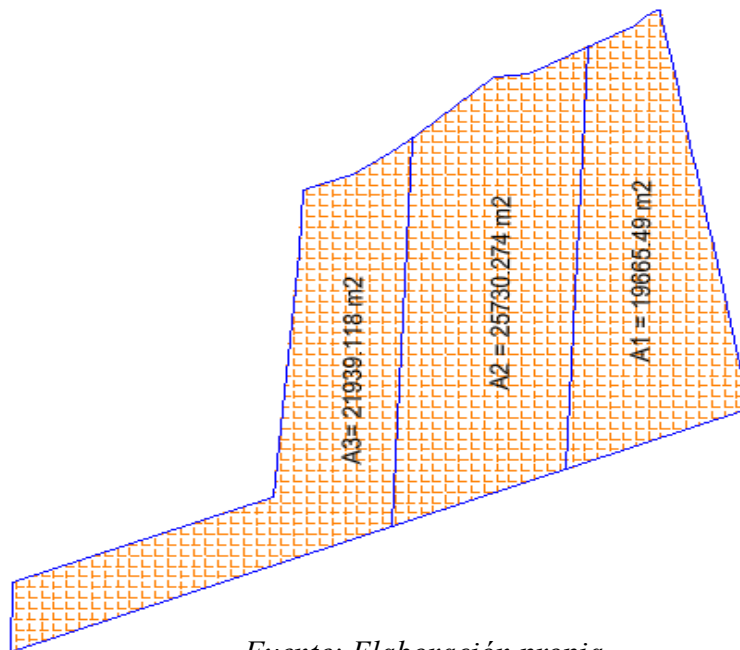 A3= 21939.118 m2
A2 = 25730.274 m2
A1 = 19665.49 m2
Fuente: Elaboración propia